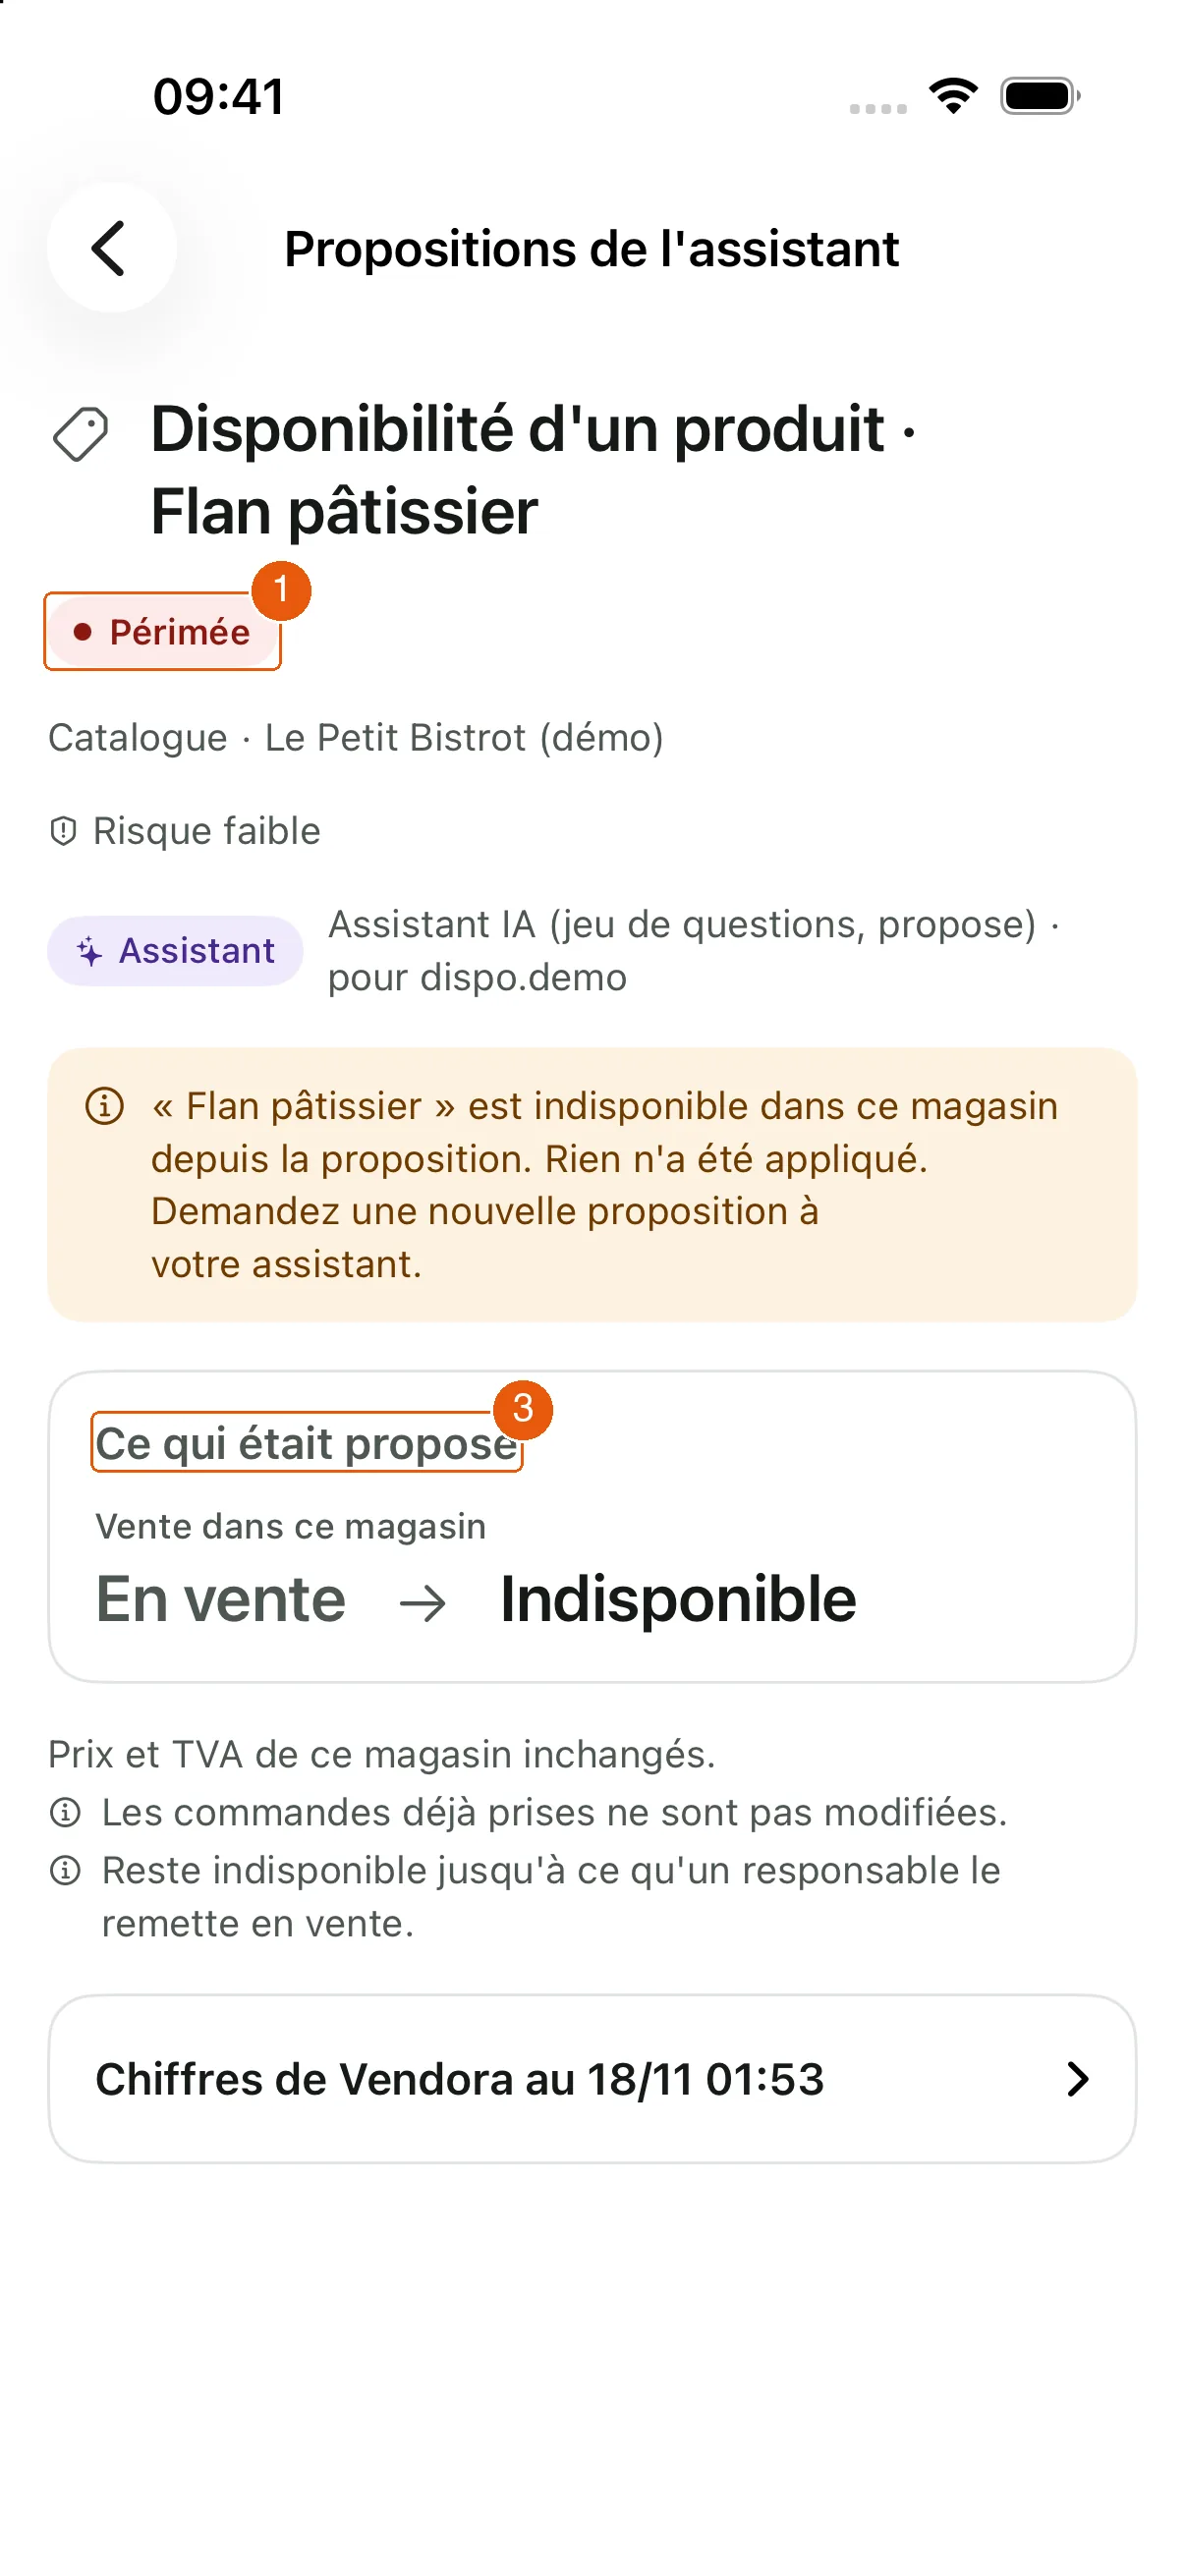 09:41
Propositions de l'assistant
Disponibilité d'un produit ·
Flan pâtissier
1
Périmée
Catalogue · Le Petit Bistrot (démo)
Risque faible
Assistant
Assistant IA (jeu de questions, propose) ·
pour dispo.demo
« Flan pâtissier » est indisponible dans ce magasin
depuis la proposition. Rien n'a été appliqué.
Demandez une nouvelle proposition à
votre assistant.
3
Ce qui était proposé
Vente dans ce magasin
En vente → Indisponible
Prix et TVA de ce magasin inchangés.
Les commandes déjà prises ne sont pas modifiées.
Reste indisponible jusqu'à ce qu'un responsable le
remette en vente.
Chiffres de Vendora au 18/11 01:53